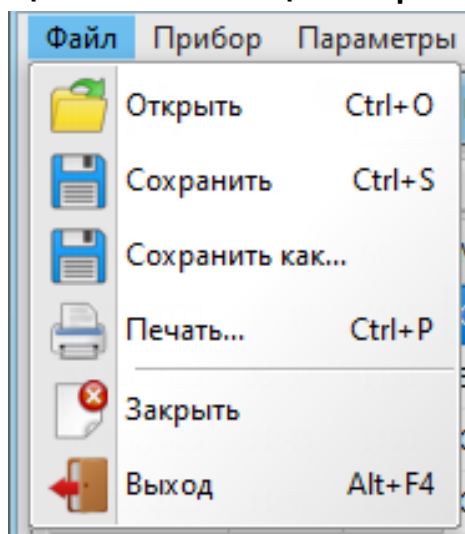 Файл Прибор Параметры
Открыть Ctrl+O
Сохранить Ctrl+S
Сохранить как...
Печать... Ctrl+P
Закрыть
Выход Alt+F4